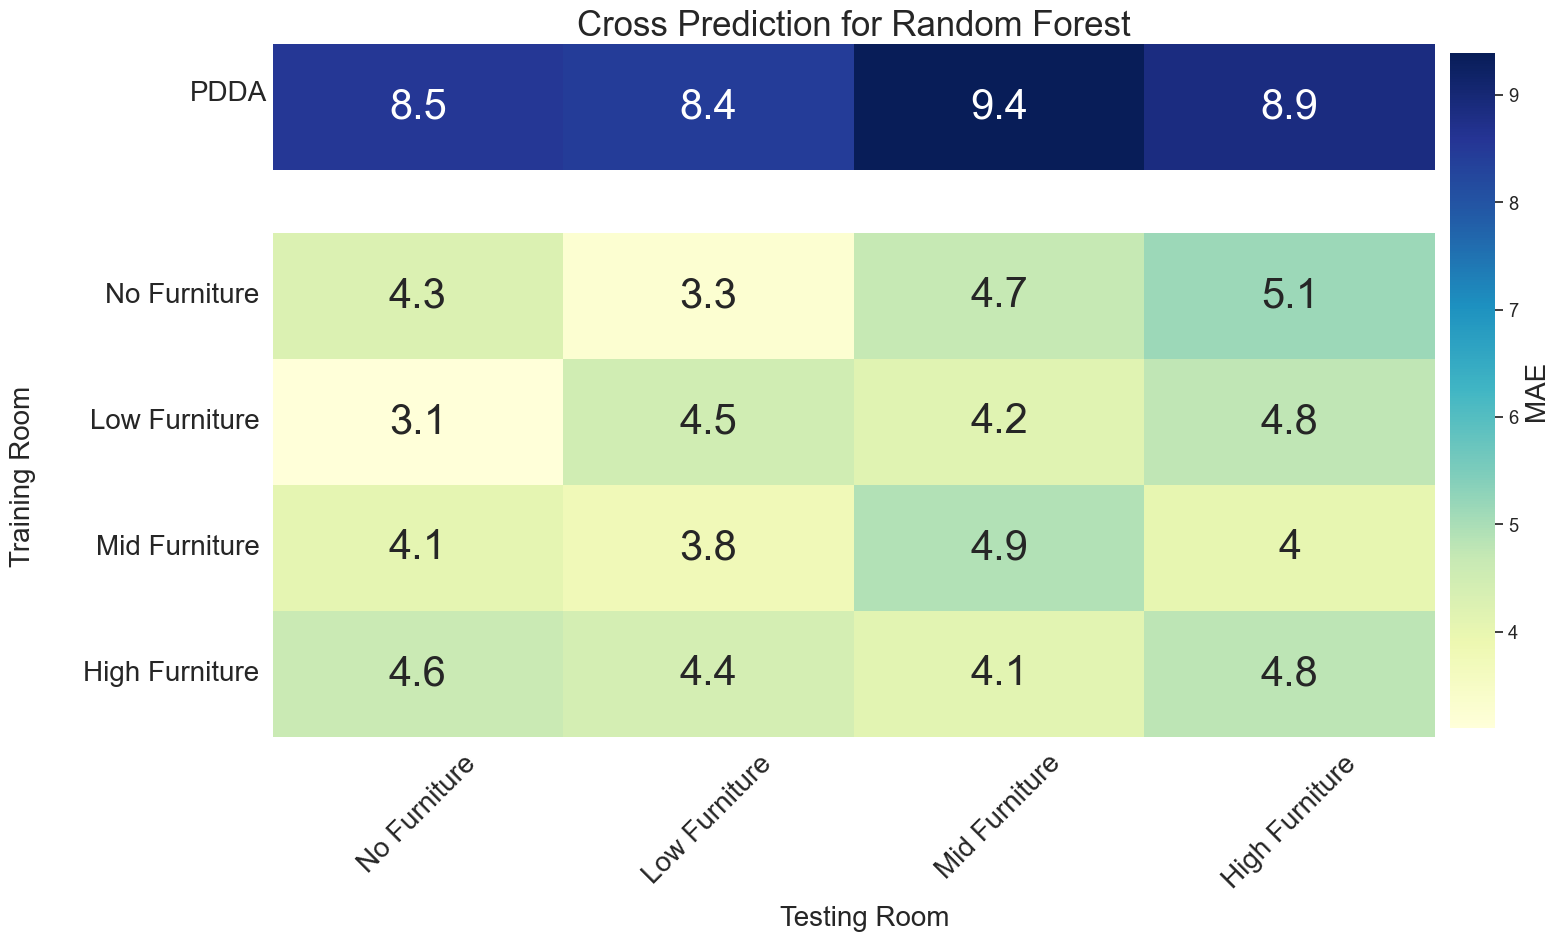 Cross Prediction for Random Forest
PDDA
8.5 8.4 9.4 8.9
No Furniture
4.3 3.3 4.7 5.1
Low Furniture
3.1 4.5 4.2 4.8
Mid Furniture
4.1 3.8 4.9 4
High Furniture
4.6 4.4 4.1 4.8
Training Room
No Furniture
Low Furniture
Mid Furniture
High Furniture
Testing Room
9
8
7
6
5
4
MAE